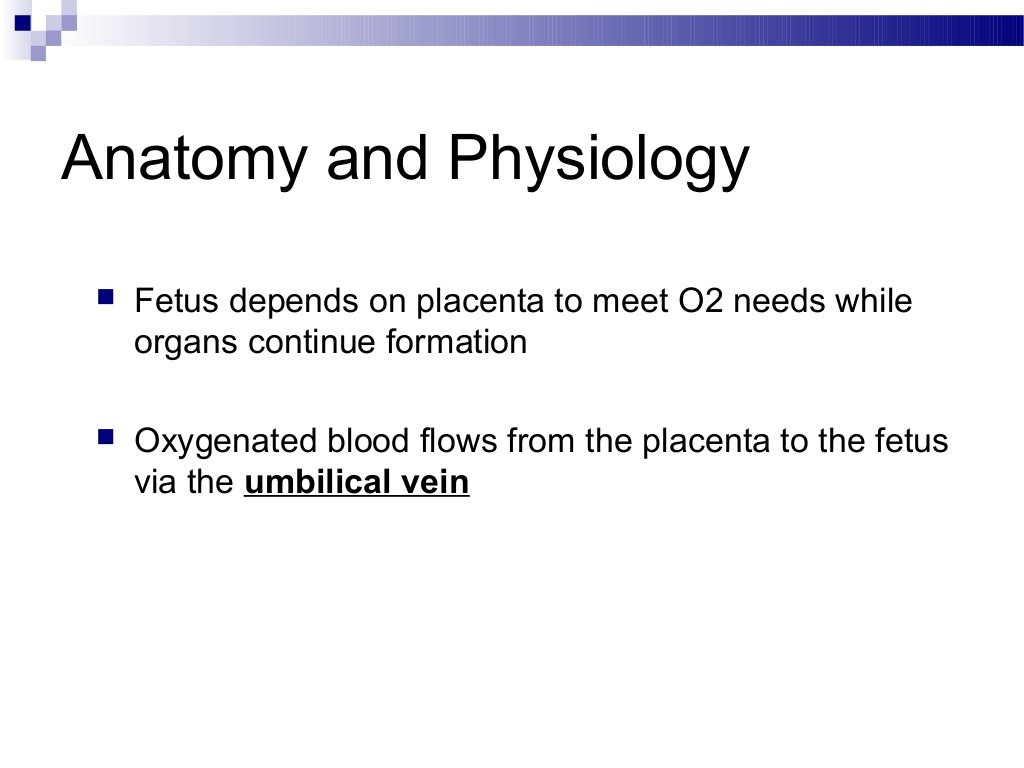 Anatomy and Physiology
Fetus depends on placenta to meet O2 needs while
organs continue formation
Oxygenated blood flows from the placenta to the fetus
via the umbilical vein